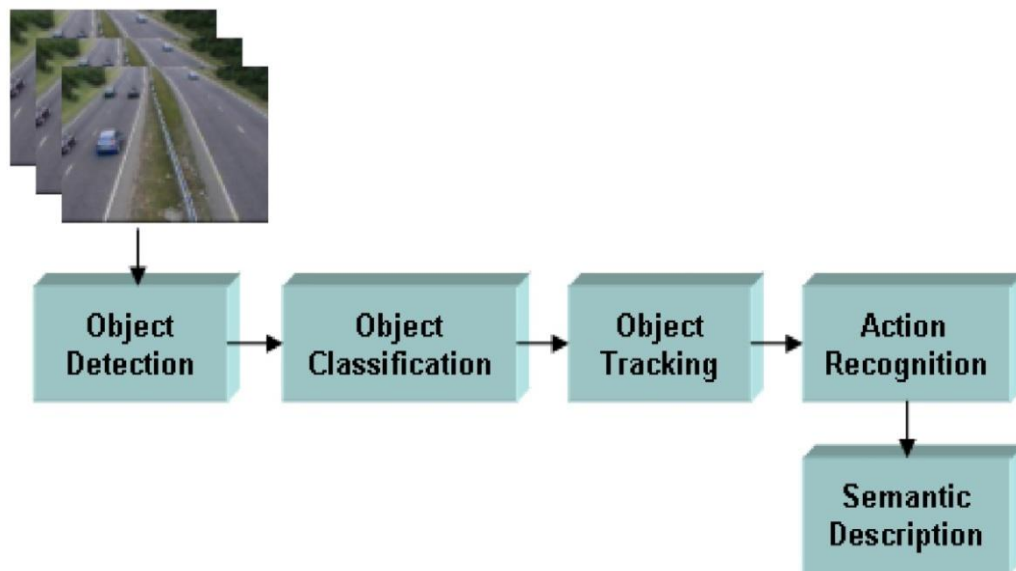 Object
Detection
Object
Classification
Object
Tracking
Action
Recognition
Semantic
Description